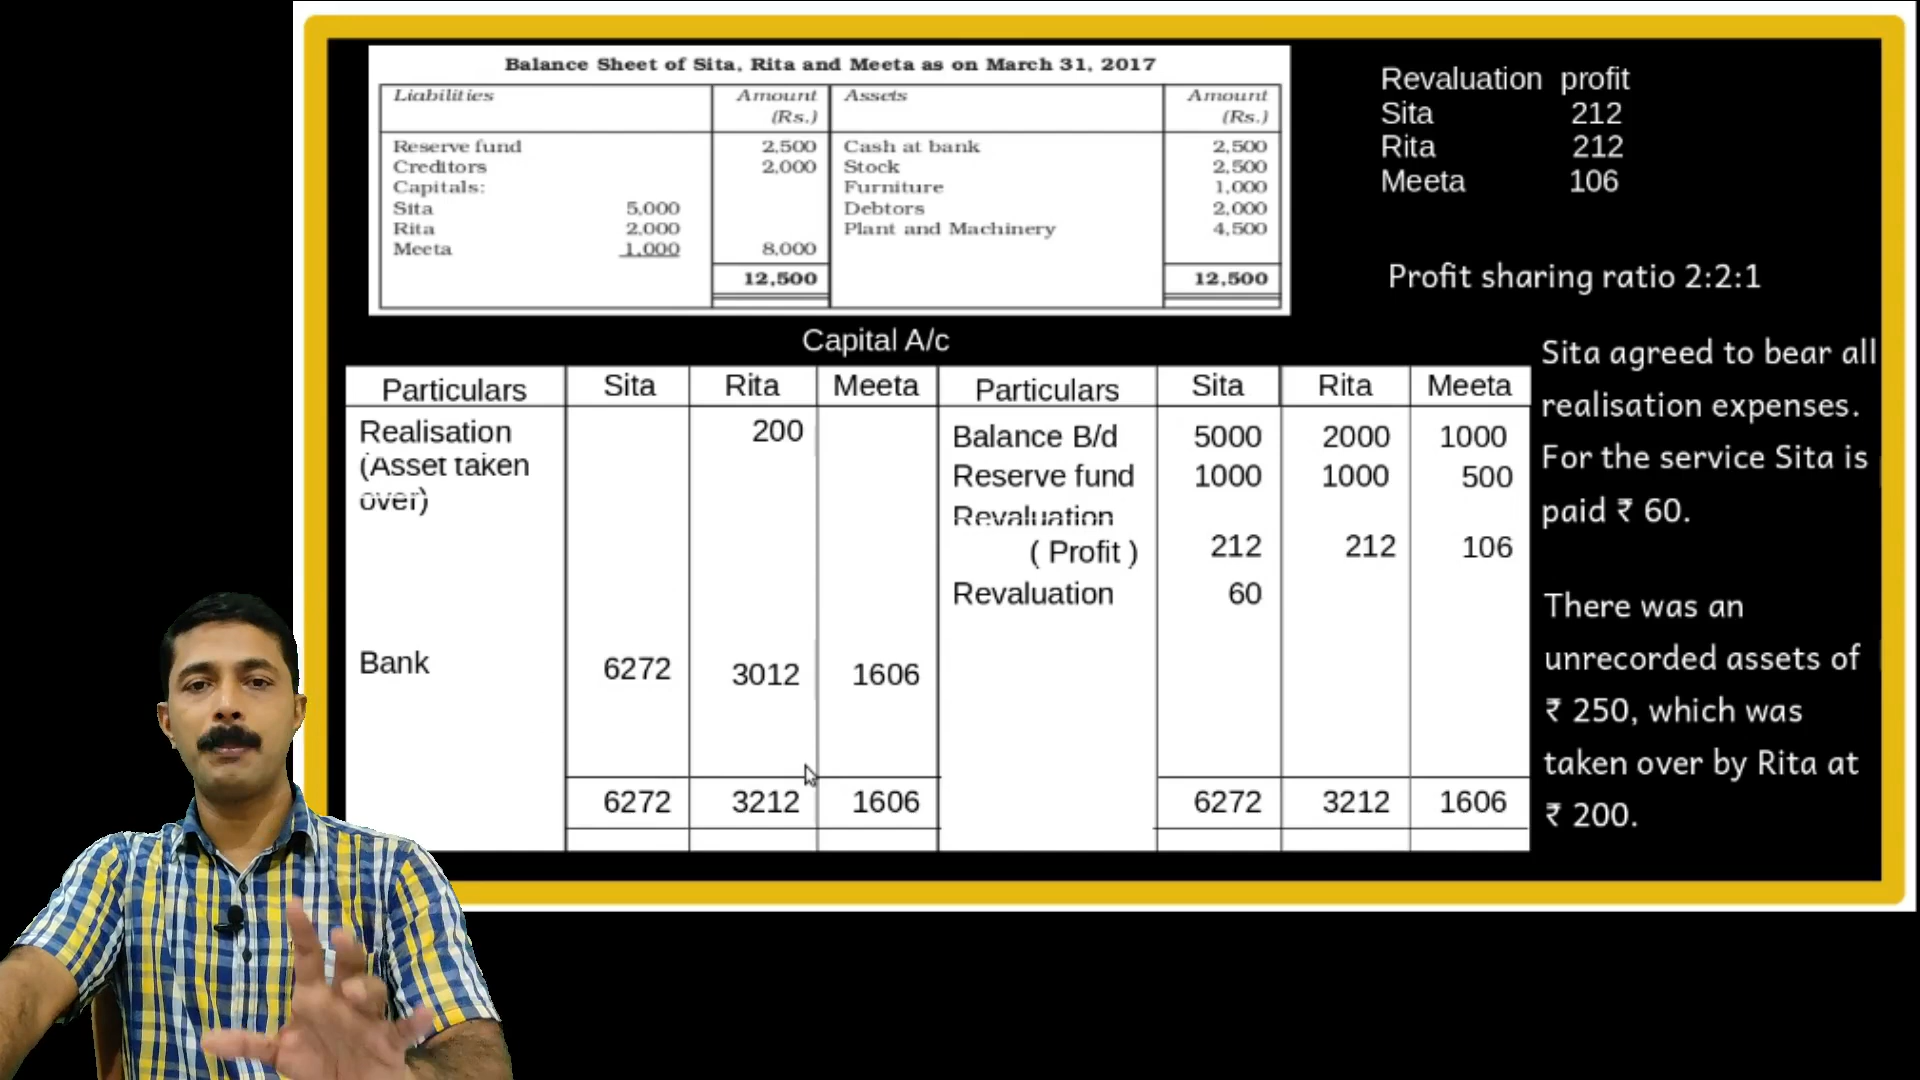 Balance Sheet of Sita, Rita and Meeta as on March 31, 2017
Liabilities Amount (Rs.) Assets Amount (Rs.)
Reserve fund 2,500 Cash at bank 2,500
Creditors 2,000 Stock 2,500
Capitals: Furniture 1,000
Sita 5,000 Debtors 2,000
Rita 2,000 Plant and Machinery 4,500
Meeta 1,000 8,000
12,500 12,500
Revaluation profit
Sita 212
Rita 212
Meeta 106
Profit sharing ratio 2:2:1
Capital A/c
Particulars Sita Rita Meeta Particulars Sita Rita Meeta
Realisation 200 Balance B/d 5000 2000 1000
(Asset taken Reserve fund 1000 1000 500
over) Revaluation
( Profit ) 212 212 106
Revaluation 60
Bank 6272 3012 1606
6272 3212 1606 6272 3212 1606
Sita agreed to bear all
realisation expenses.
For the service Sita is
paid ₹ 60.
There was an
unrecorded assets of
₹ 250, which was
taken over by Rita at
₹ 200.